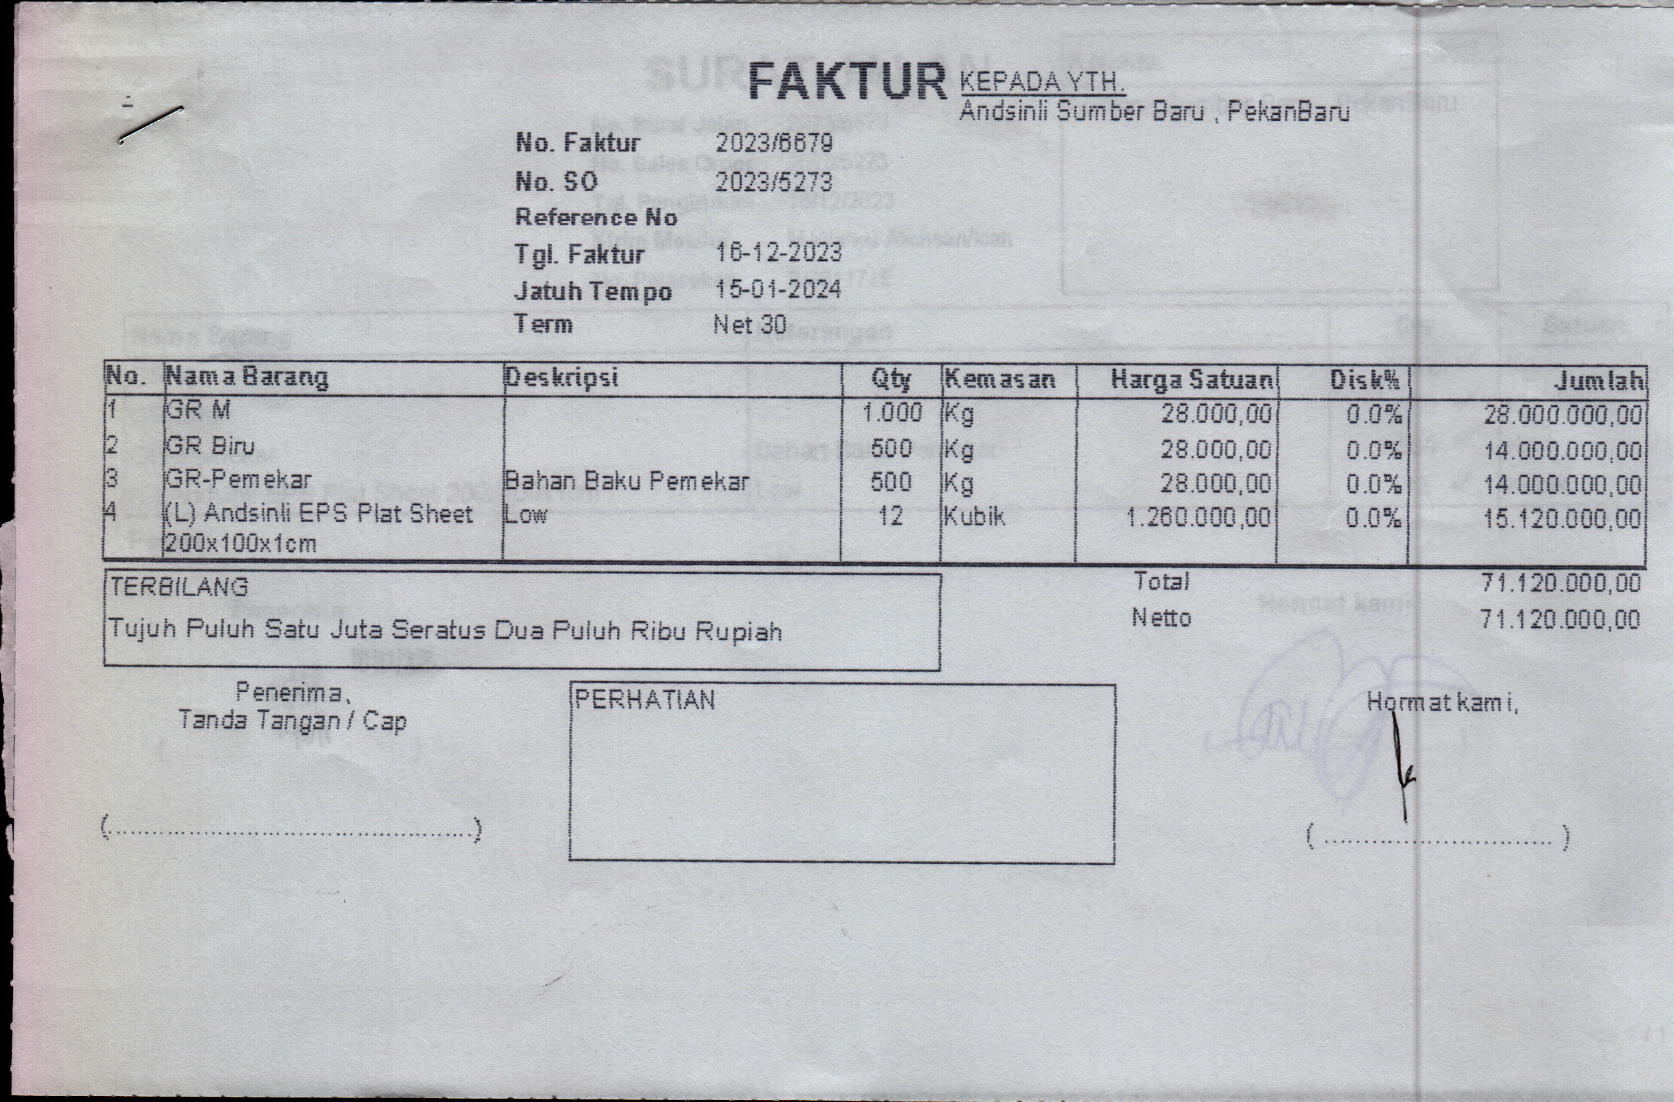 FAKTUR
KEPADA YTH.
Andsinli Sumber Baru , PekanBaru
No. Faktur 2023/6679
No. SO 2023/5273
Reference No
Tgl. Faktur 16-12-2023
Jatuh Tempo 15-01-2024
Term Net 30
No. Nama Barang Deskripsi Qty Kemasan Harga Satuan Disk% Jumlah
1 GR M 1.000 Kg 28.000,00 0.0% 28.000.000,00
2 GR Biru 500 Kg 28.000,00 0.0% 14.000.000,00
3 GR-Pemekar Bahan Baku Pemekar 500 Kg 28.000,00 0.0% 14.000.000,00
4 (L) Andsinli EPS Plat Sheet Low 12 Kubik 1.260.000,00 0.0% 15.120.000,00
200x100x1cm
TERBILANG
Tujuh Puluh Satu Juta Seratus Dua Puluh Ribu Rupiah
Total 71.120.000,00
Netto 71.120.000,00
Penerima,
Tanda Tangan / Cap
PERHATIAN
Hormat kami,
(................................................)
(..............................)